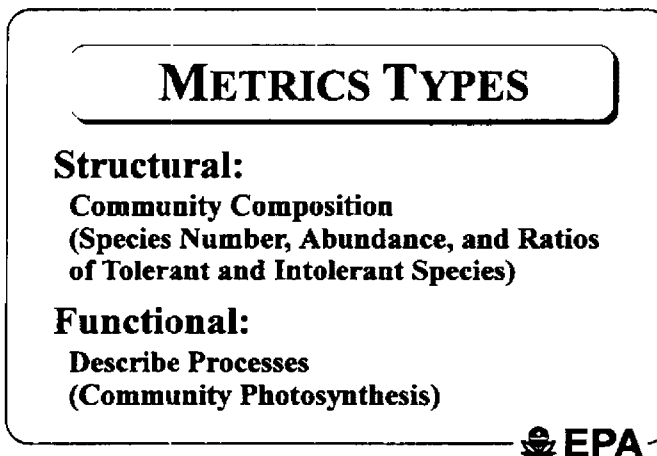 METRICS TYPES
Structural:
Community Composition
(Species Number, Abundance, and Ratios
of Tolerant and Intolerant Species)
Functional:
Describe Processes
(Community Photosynthesis)
EPA